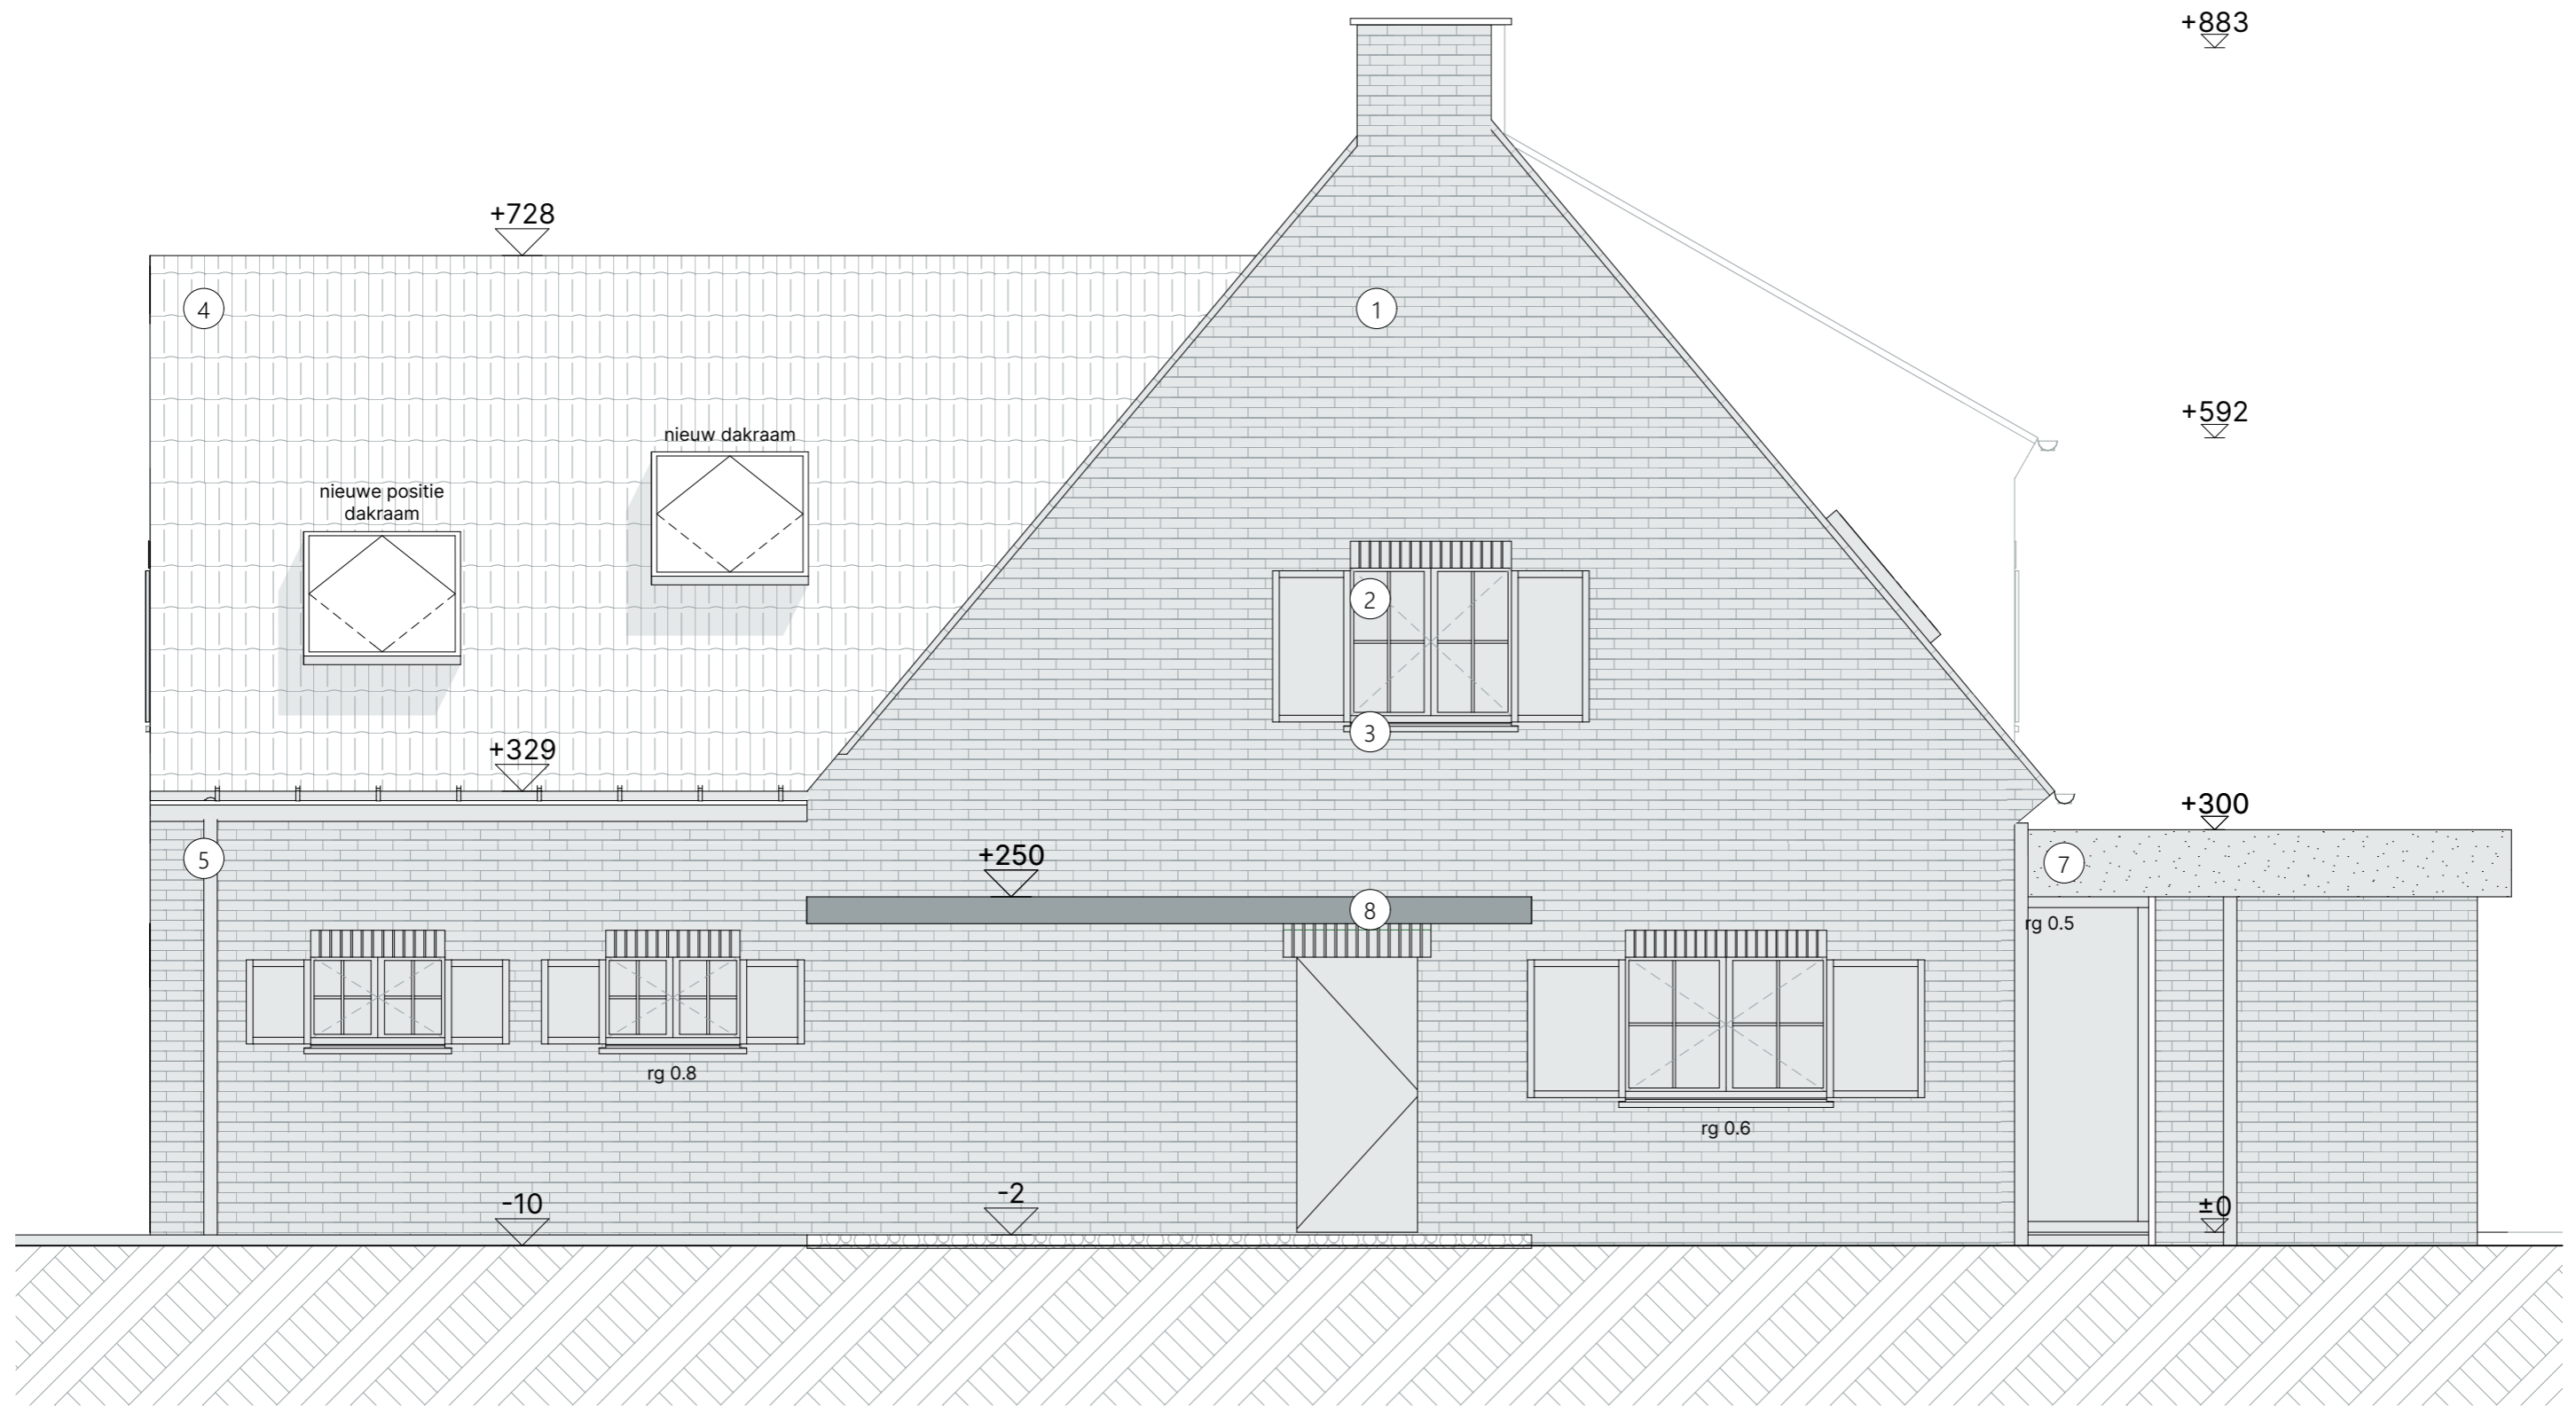 +883
+728
4
1
+592
nieuw dakraam
nieuwe positie
dakraam
2
3
+329
+300
5
+250
7
8
rg 0.5
rg 0.8
rg 0.6
-10
-2
±0